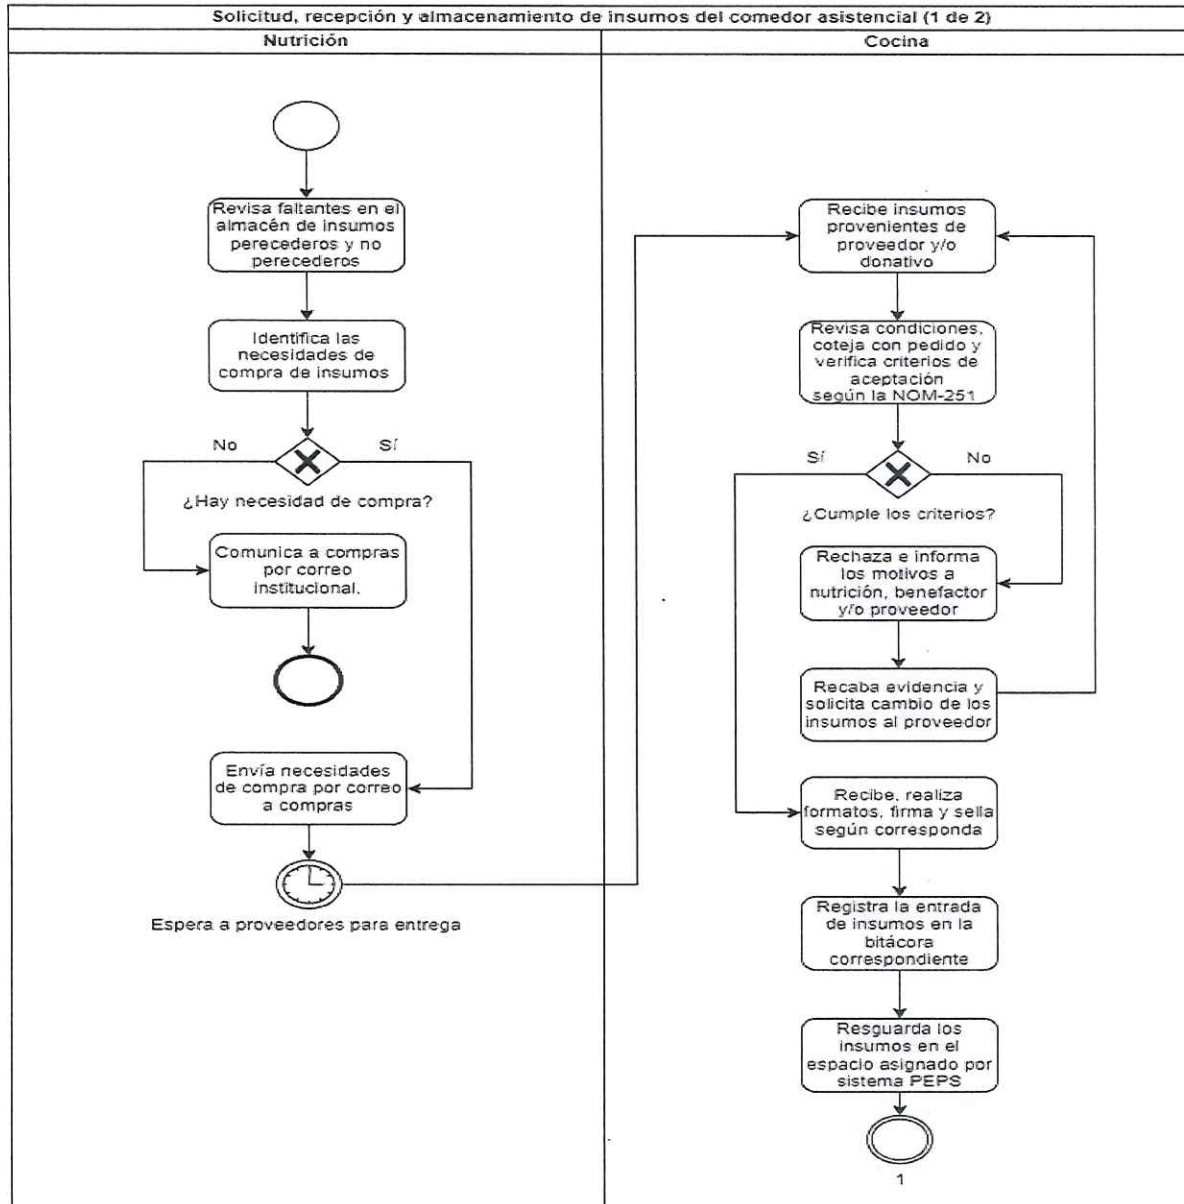 Solicitud, recepción y almacenamiento de insumos del comedor asistencial (1 de 2)
Nutrición
Cocina
Revisa faltantes en el
almacén de insumos
perecederos y no
perecederos
Identifica las
necesidades de
compra de insumos
No
Sí
¿Hay necesidad de compra?
Comunica a compras
por correo
institucional.
Envía necesidades
de compra por correo
a compras
Espera a proveedores para entrega
Recibe insumos
provenientes de
proveedor y/o
donativo
Revisa condiciones,
coteja con pedido y
verifica criterios de
aceptación
según la NOM-251
Sí
No
¿Cumple los criterios?
Rechaza e informa
los motivos a
nutrición, benefactor
y/o proveedor
Recaba evidencia y
solicita cambio de los
insumos al proveedor
Recibe, realiza
formatos, firma y sella
según corresponda
Registra la entrada
de insumos en la
bitácora
correspondiente
Resguarda los
insumos en el
espacio asignado por
sistema PEPS
1